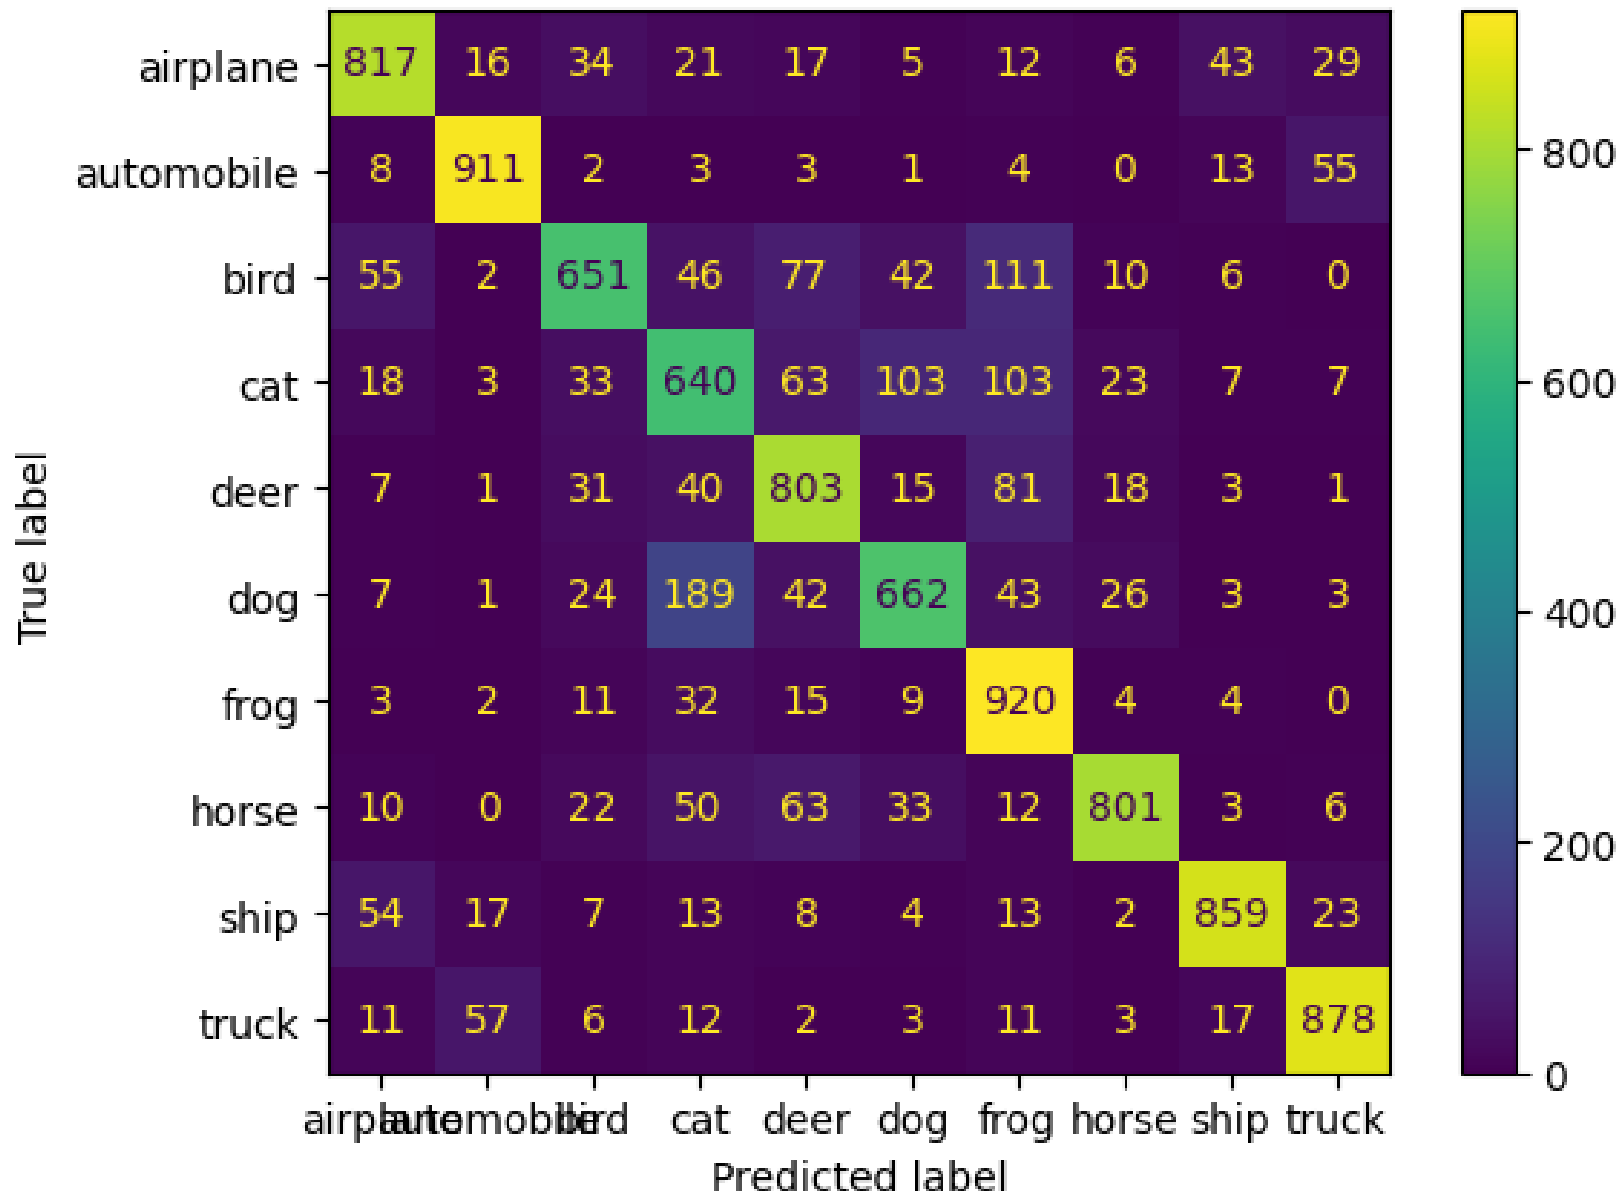 airplane 817 16 34 21 17 5 12 6 43 29
automobile 8 911 2 3 3 1 4 0 13 55
bird 55 2 651 46 77 42 111 10 6 0
cat 18 3 33 640 63 103 103 23 7 7
deer 7 1 31 40 803 15 81 18 3 1
dog 7 1 24 189 42 662 43 26 3 3
frog 3 2 11 32 15 9 920 4 4 0
horse 10 0 22 50 63 33 12 801 3 6
ship 54 17 7 13 8 4 13 2 859 23
truck 11 57 6 12 2 3 11 3 17 878
airplane automobile bird cat deer dog frog horse ship truck
Predicted label
True label
800
600
400
200
0